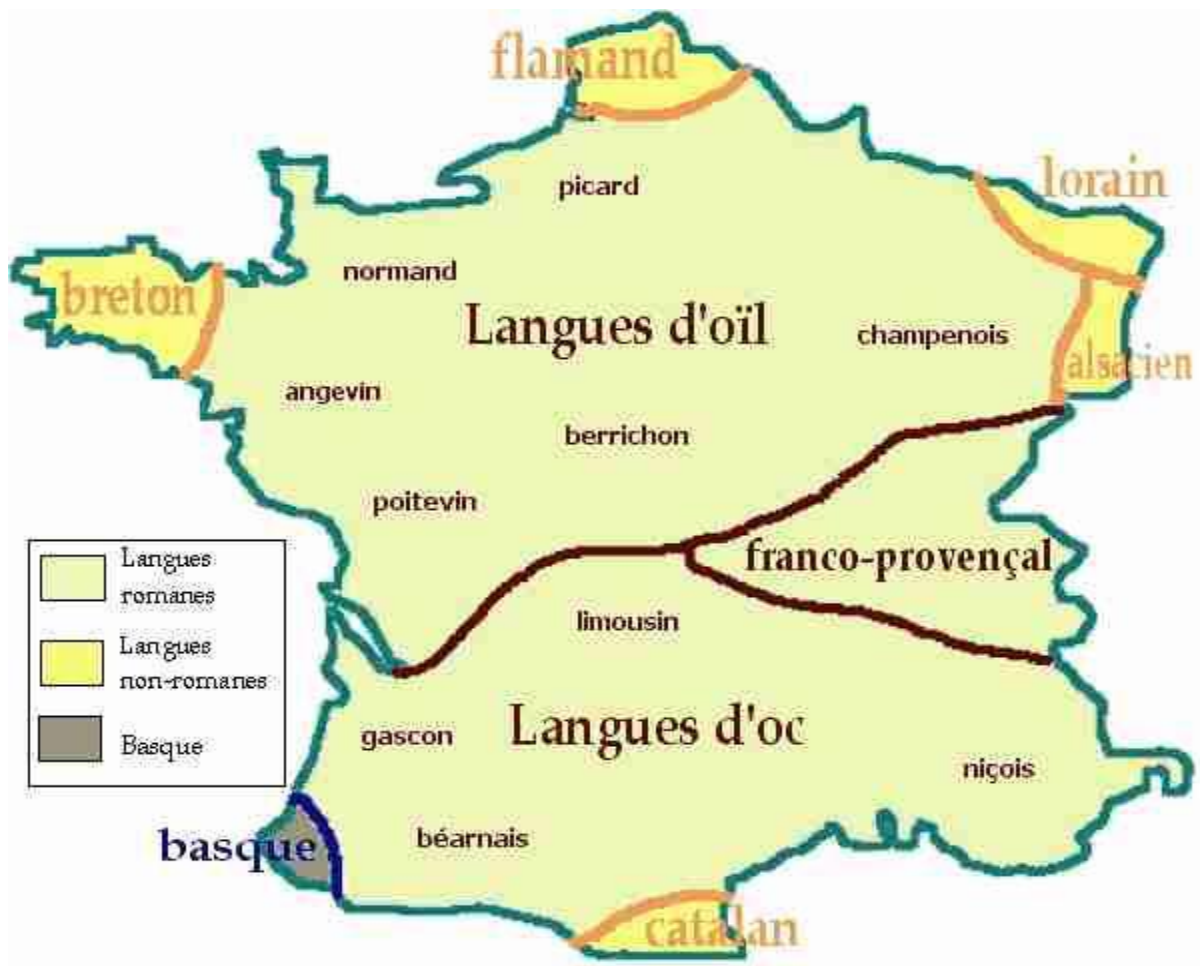 flamand
lorain
picard
breton
normand
Langues d'oïl
champenois
alsacien
angevin
berrichon
poitevin
franco-provençal
Langues
romanes
limousin
Langues
non-romanes
Langues d'oc
gascon
Basque
niçois
basque
béarnais
catalan